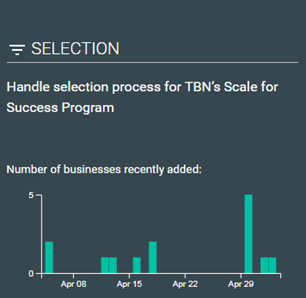 SELECTION
Handle selection process for TBN's Scale for
Success Program
Number of businesses recently added:
5
0
Apr 08 Apr 15 Apr 22 Apr 29